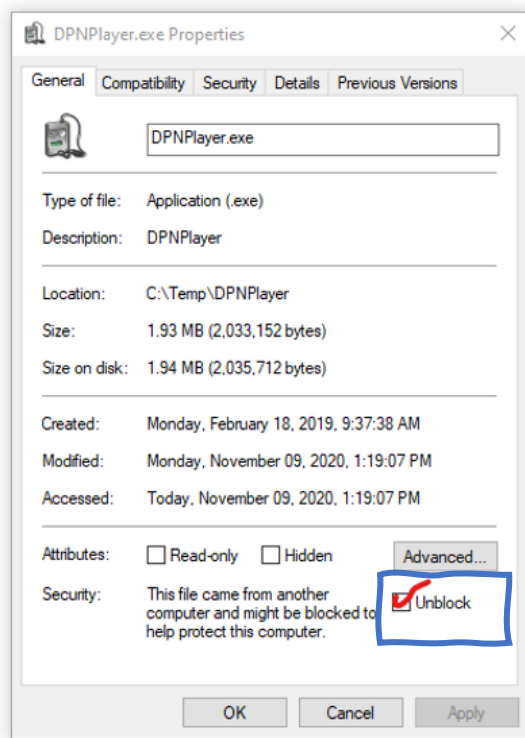 DPNPlayer.exe Properties
General Compatibility Security Details Previous Versions
DPNPlayer.exe
Type of file: Application (.exe)
Description: DPNPlayer
Location: C:\Temp\DPNPlayer
Size: 1.93 MB (2,033,152 bytes)
Size on disk: 1.94 MB (2,035,712 bytes)
Created: Monday, February 18, 2019, 9:37:38 AM
Modified: Monday, November 09, 2020, 1:19:07 PM
Accessed: Today, November 09, 2020, 1:19:07 PM
Attributes: Read-only Hidden Advanced...
Security: This file came from another
computer and might be blocked to
help protect this computer.
Unblock
OK Cancel Apply